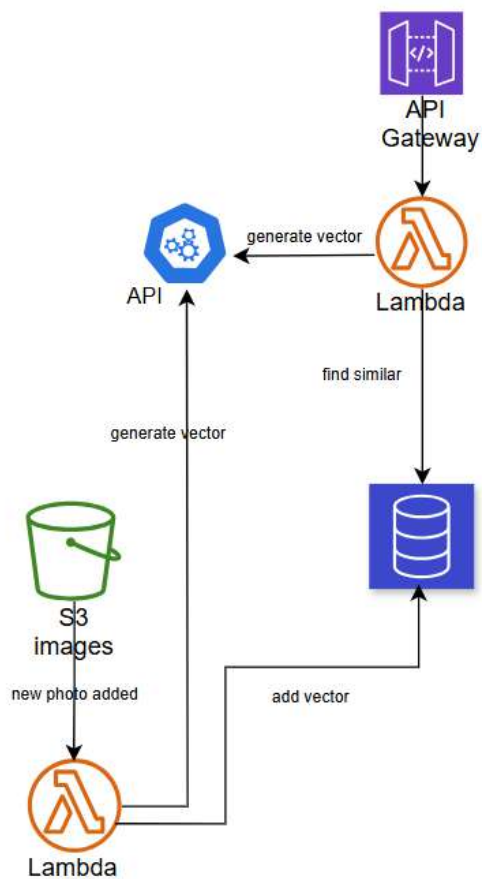 </>
API
Gateway
generate vector
API
Lambda
find similar
generate vector
S3
images
new photo added
add vector
Lambda